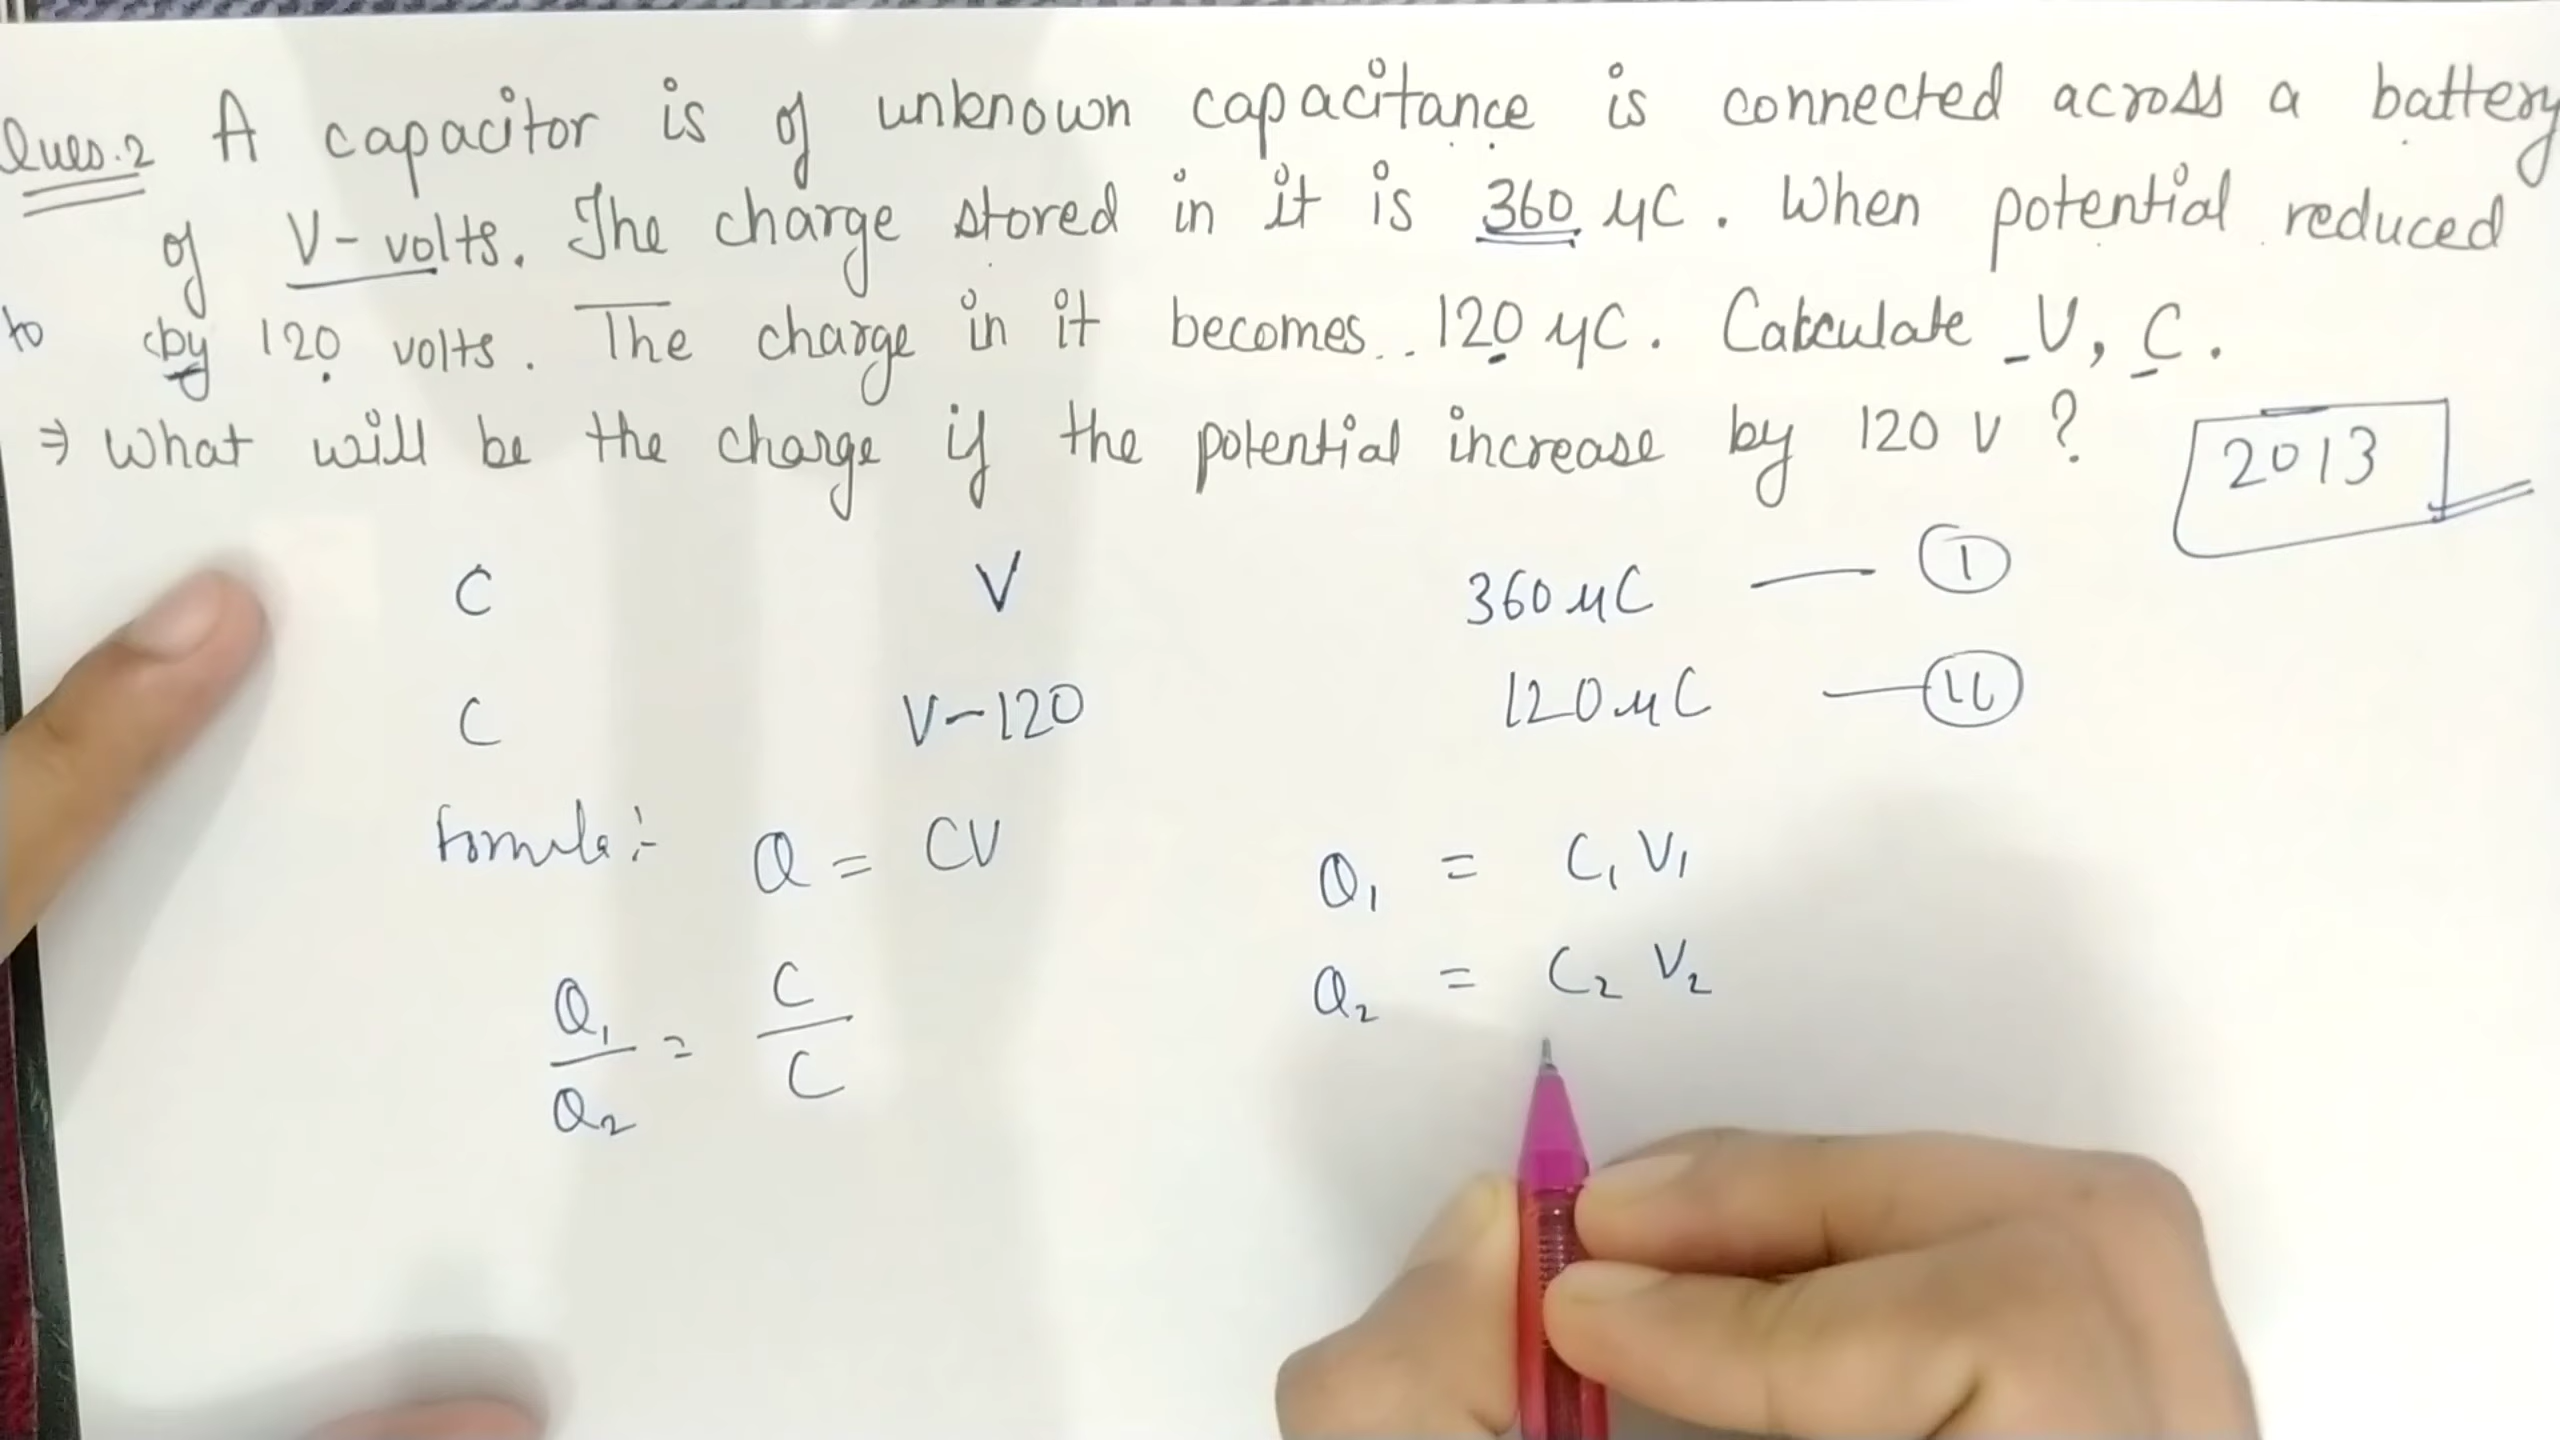 Ques.2 A capacitor is of unknown capacitance is connected across a battery
of V-volts. The charge stored in it is 360 μC. When potential reduced
to by 120 volts. The charge in it becomes.. 120 μC. Calculate V, C.
⇒ What will be the charge if the potential increase by 120 V ?
2013
C V 360 μC — I
C V-120 120 μC — II
Formula:- Q = CV Q₁ = C₁ V₁
Q₂ = C₂ V₂
Q₁/Q₂ = C/C